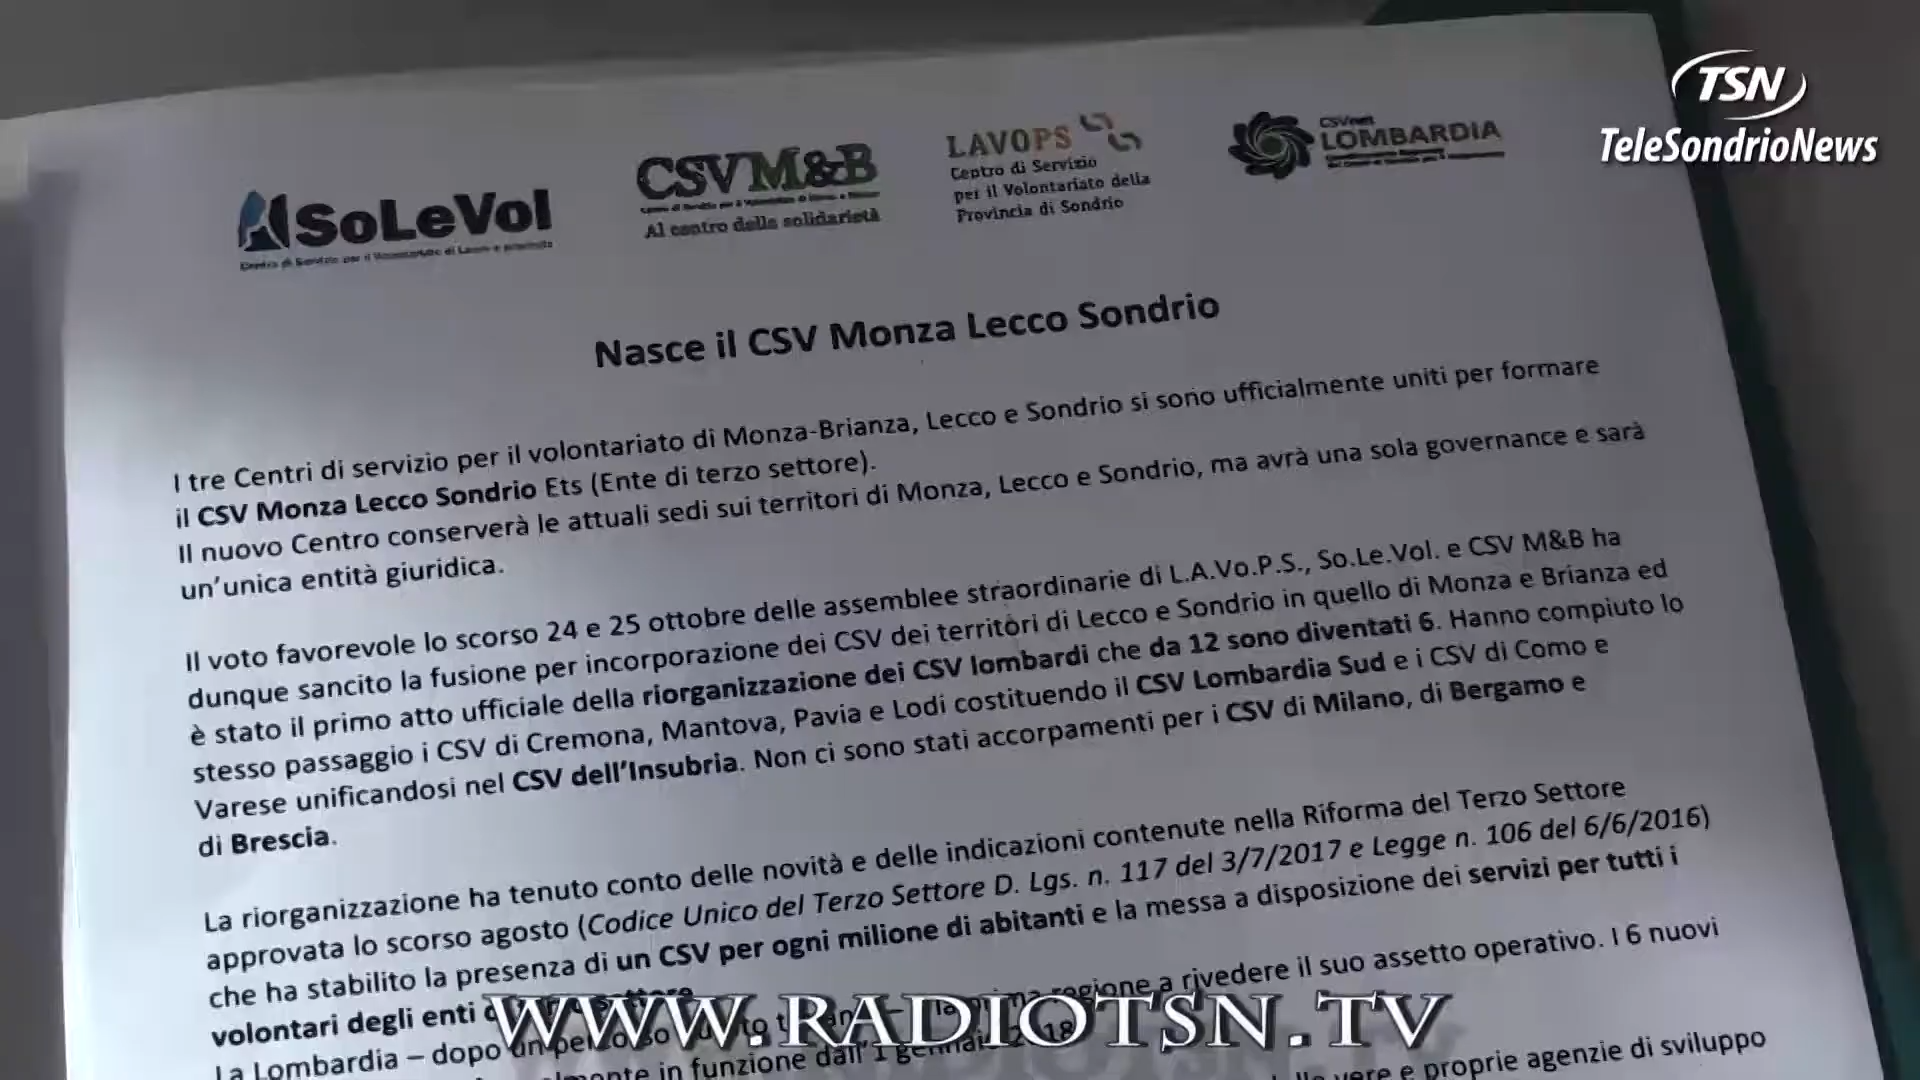 TSN
TeleSondrioNews
SoLeVol
CSVM&B
Al centro della solidarietà
LAVOPS
Centro di Servizio
per il Volontariato della
Provincia di Sondrio
CSVnet
LOMBARDIA
Nasce il CSV Monza Lecco Sondrio
I tre Centri di servizio per il volontariato di Monza-Brianza, Lecco e Sondrio si sono ufficialmente uniti per formare
il CSV Monza Lecco Sondrio Ets (Ente di terzo settore).
Il nuovo Centro conserverà le attuali sedi sui territori di Monza, Lecco e Sondrio, ma avrà una sola governance e sarà
un'unica entità giuridica.
Il voto favorevole lo scorso 24 e 25 ottobre delle assemblee straordinarie di L.A.Vo.P.S., So.Le.Vol. e CSV M&B ha
dunque sancito la fusione per incorporazione dei CSV dei territori di Lecco e Sondrio in quello di Monza e Brianza ed
è stato il primo atto ufficiale della riorganizzazione dei CSV lombardi che da 12 sono diventati 6. Hanno compiuto lo
stesso passaggio i CSV di Cremona, Mantova, Pavia e Lodi costituendo il CSV Lombardia Sud e i CSV di Como e
Varese unificandosi nel CSV dell'Insubria. Non ci sono stati accorpamenti per i CSV di Milano, di Bergamo e
di Brescia.
La riorganizzazione ha tenuto conto delle novità e delle indicazioni contenute nella Riforma del Terzo Settore
approvata lo scorso agosto (Codice Unico del Terzo Settore D. Lgs. n. 117 del 3/7/2017 e Legge n. 106 del 6/6/2016)
che ha stabilito la presenza di un CSV per ogni milione di abitanti e la messa a disposizione dei servizi per tutti i
volontari degli enti
La Lombardia – dopo un regione a rivedere il suo assetto operativo. I 6 nuovi
in funzione dall'1 vere e proprie agenzie di sviluppo
WWW.RADIOTSN.TV